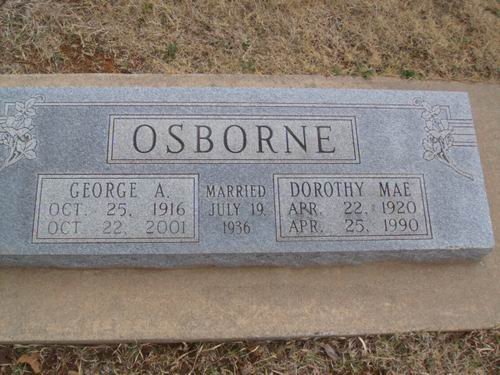 OSBORNE
GEORGE A.
OCT. 25, 1916
OCT. 22, 2001
MARRIED
JULY 19
1936
DOROTHY MAE
APR. 22, 1920
APR. 25, 1990